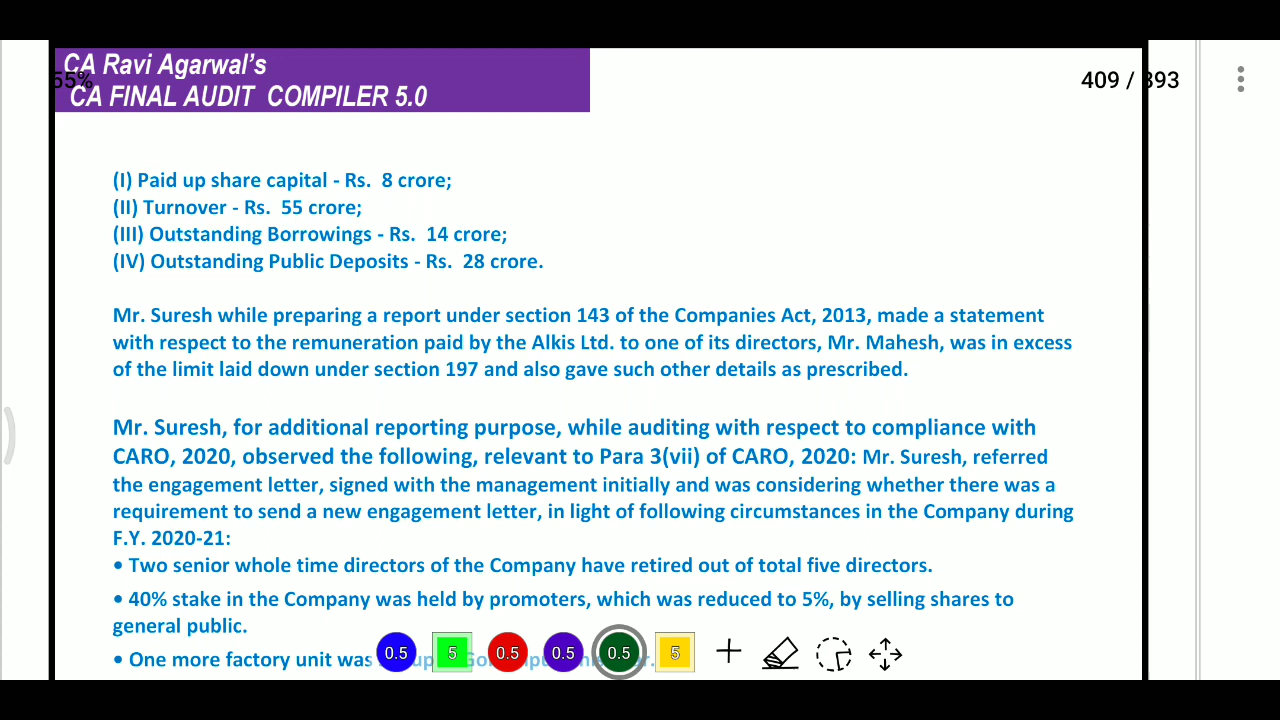 CA Ravi Agarwal's
55%
CA FINAL AUDIT COMPILER 5.0
409 / 393
(I) Paid up share capital - Rs. 8 crore;
(II) Turnover - Rs. 55 crore;
(III) Outstanding Borrowings - Rs. 14 crore;
(IV) Outstanding Public Deposits - Rs. 28 crore.
Mr. Suresh while preparing a report under section 143 of the Companies Act, 2013, made a statement
with respect to the remuneration paid by the Alkis Ltd. to one of its directors, Mr. Mahesh, was in excess
of the limit laid down under section 197 and also gave such other details as prescribed.
Mr. Suresh, for additional reporting purpose, while auditing with respect to compliance with
CARO, 2020, observed the following, relevant to Para 3(vii) of CARO, 2020: Mr. Suresh, referred
the engagement letter, signed with the management initially and was considering whether there was a
requirement to send a new engagement letter, in light of following circumstances in the Company during
F.Y. 2020-21:
• Two senior whole time directors of the Company have retired out of total five directors.
• 40% stake in the Company was held by promoters, which was reduced to 5%, by selling shares to
general public.
• One more factory unit was
0.5 5 0.5 0.5 0.5 5